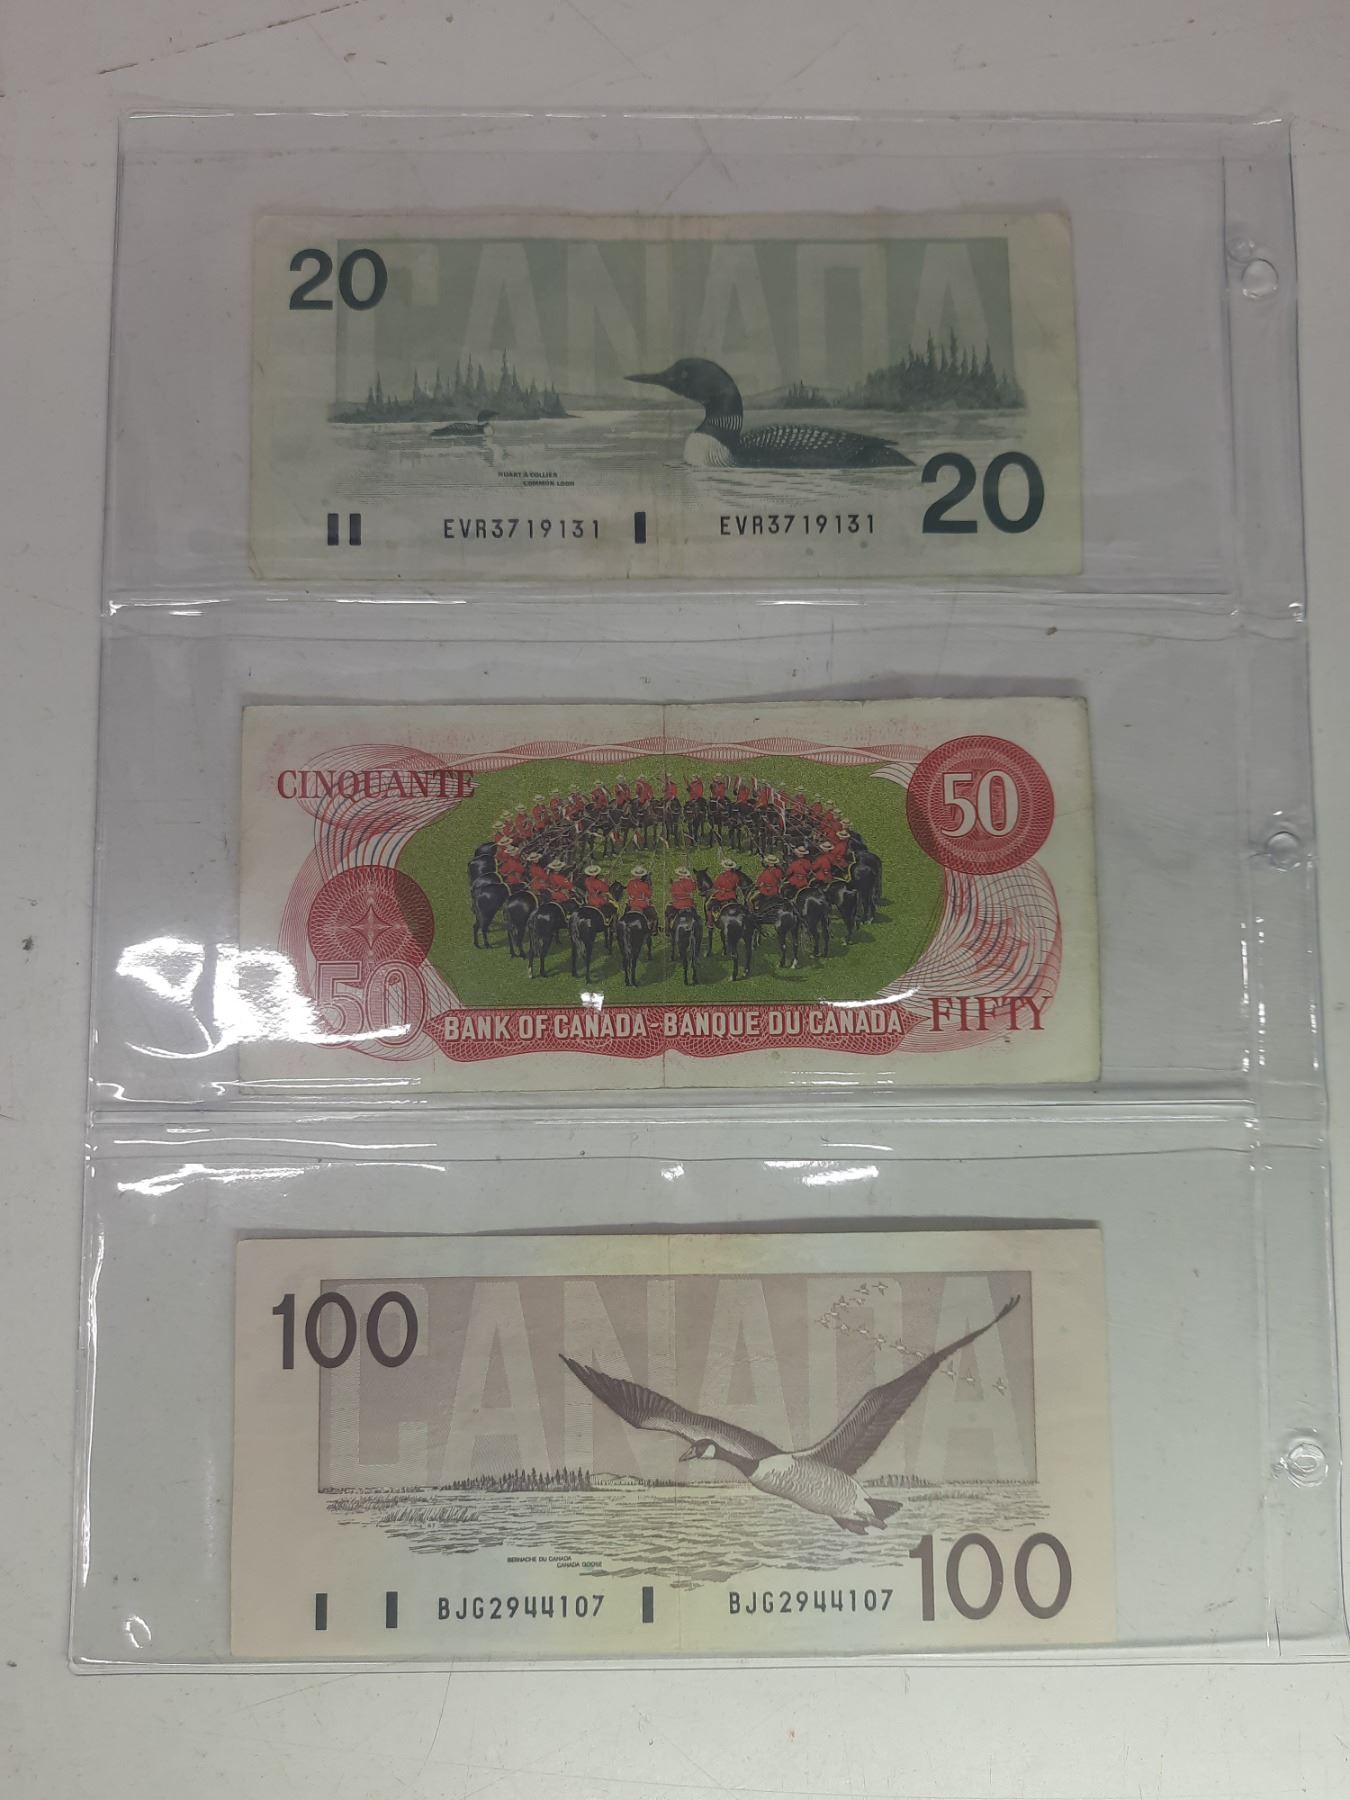 CANADA
20
HUART À COLLIER
COMMON LOON
EVR3719131 EVR3719131
20
CINQUANTE
50
50
BANK OF CANADA-BANQUE DU CANADA
FIFTY
CANADA
100
BERNACHE DU CANADA
CANADA GOOSE
BJG2944107 BJG2944107
100